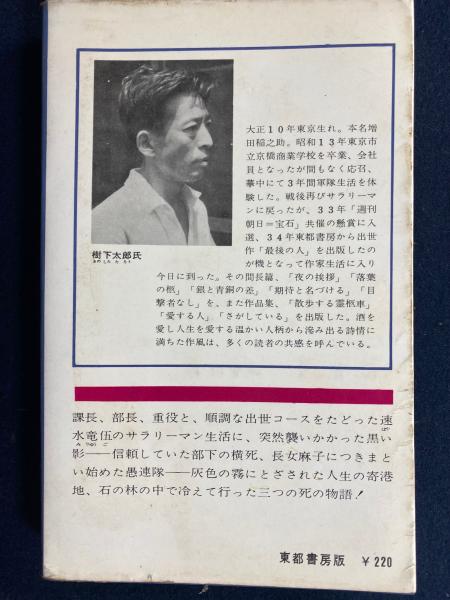 樹下太郎氏
きのしたたろう
大正10年東京生れ。本名増
田稲之助。昭和13年東京市
立京橋商業学校を卒業、会社
員となったが間もなく応召、
華中にて3年間軍隊生活を体
験した。戦後再びサラリーマ
ンに戻ったが、33年「週刊
朝日=宝石」共催の懸賞に入
選、34年東都書房から出世
作「最後の人」を出版したの
が機となって作家生活に入り
今日に到った。その間長篇、「夜の挨拶」「落葉
の柩」「銀と青銅の差」「期待と名づける」「目
撃者なし」を、また作品集、「散歩する霊柩車」
「愛する人」「さがしている」を出版した。酒を
愛し人生を愛する温かい人柄から滲み出る詩情に
満ちた作風は、多くの読者の共感を呼んでいる。
課長、部長、重役と、順調な出世コースをたどった速
水竜伍のサラリーマン生活に、突然襲いかかった黒い
影──信頼していた部下の横死、長女麻子につきまと
い始めた愚連隊──灰色の霧にとざされた人生の寄港
地、石の林の中で冷えて行った三つの死の物語!
東都書房版 ¥220